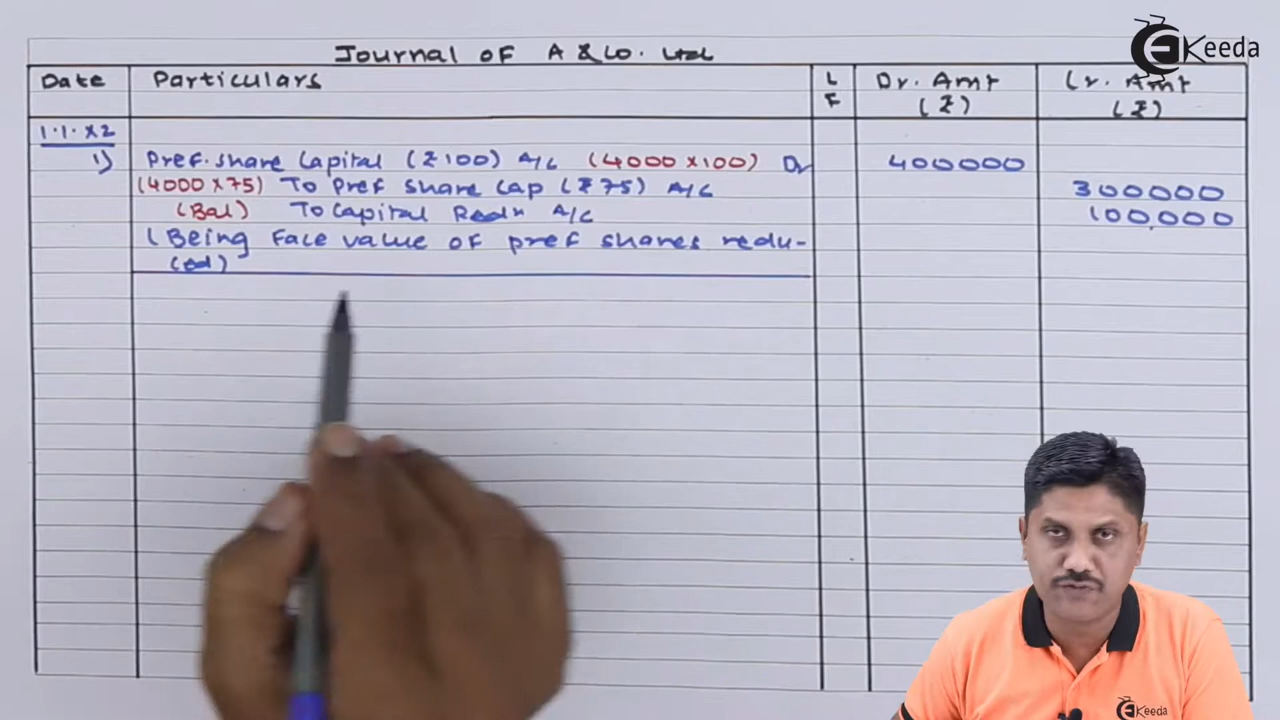 Journal of A & Co. Ltd
Ekeeda
Date Particulars L F Dr. Amt (₹) Cr. Amt (₹)
1.1.X2
1) Pref. Share Capital (₹100) A/c (4000 X 100) Dr 400000
(4000 X 75) To Pref Share Cap (₹75) A/c 300000
(Bal) To Capital Redn A/c 100,000
(Being Face value of pref shares redu-
ced)
Ekeeda